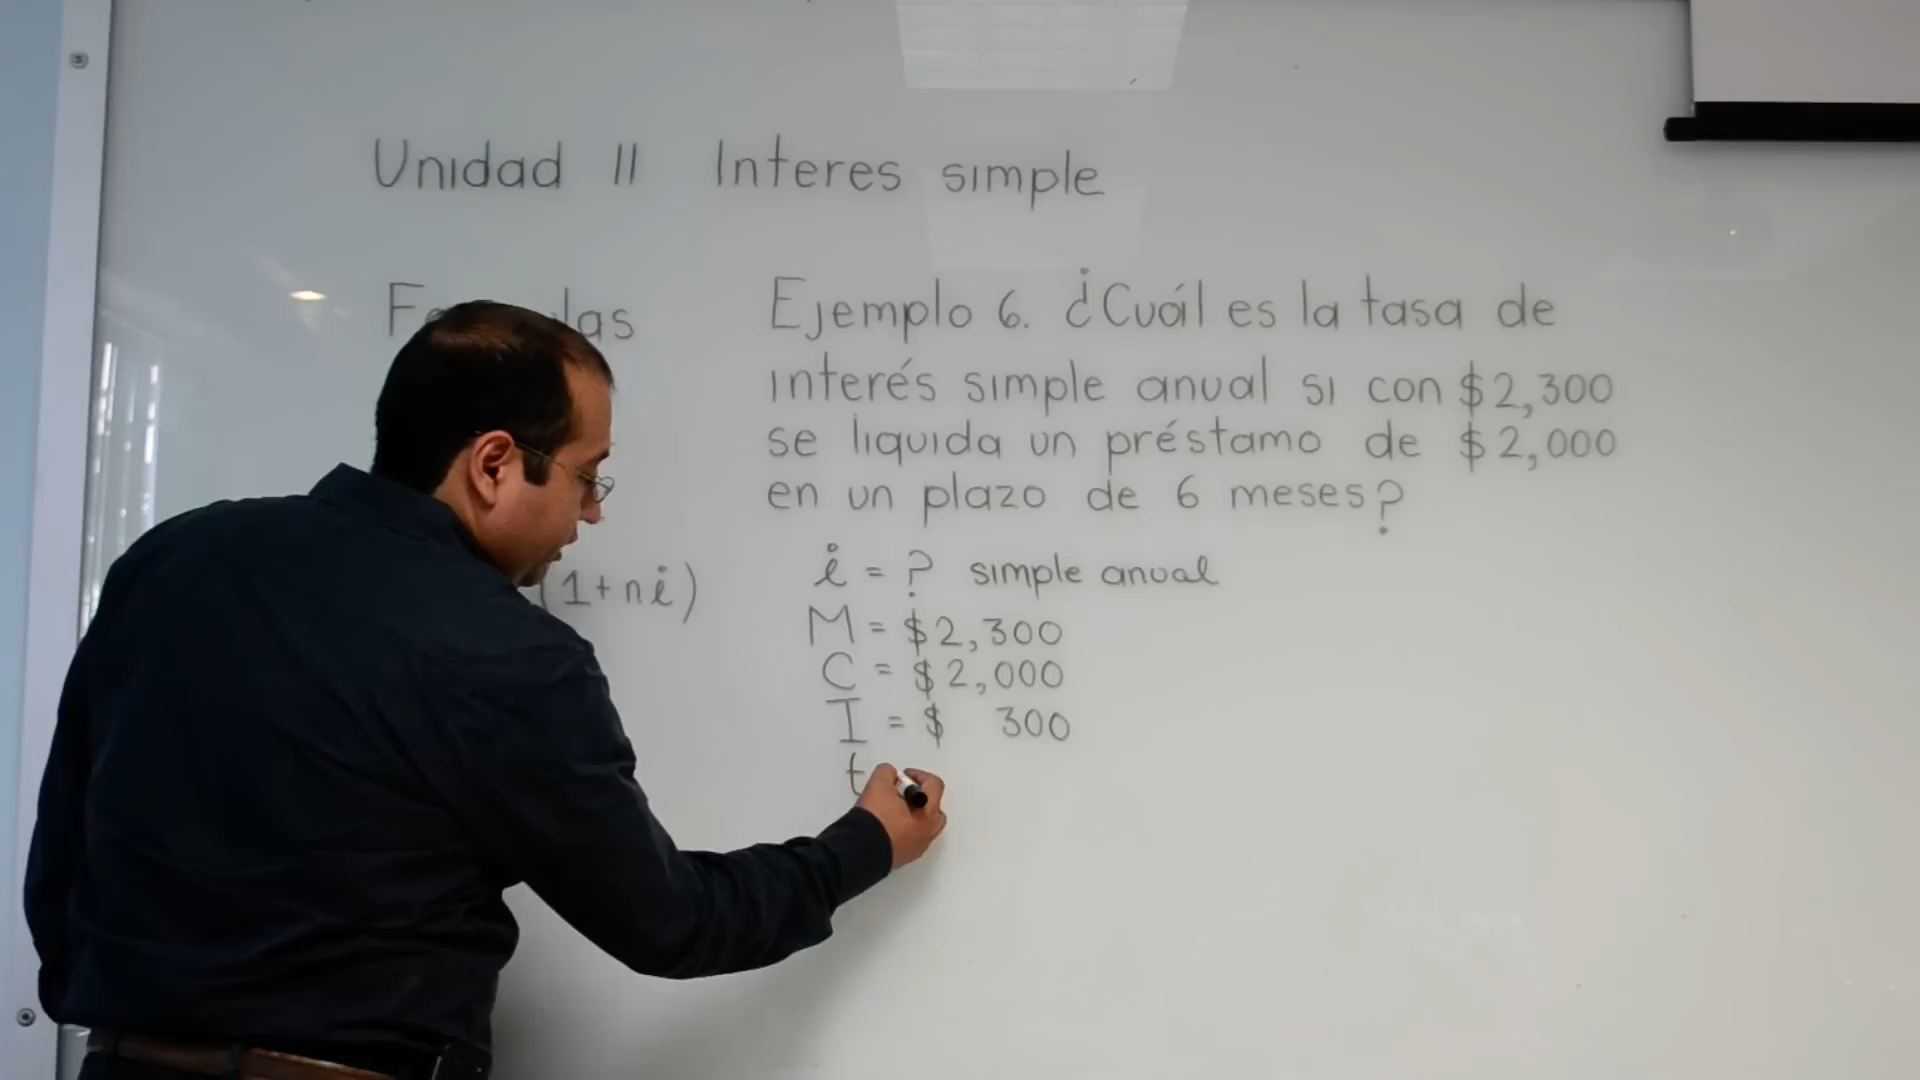 Unidad II Interes simple
Ejemplo 6. ¿Cuál es la tasa de
interés simple anual si con $2,300
se liquida un préstamo de $2,000
en un plazo de 6 meses?
(1+ni)
i = ? simple anual
M = $2,300
C = $2,000
I = $ 300
t